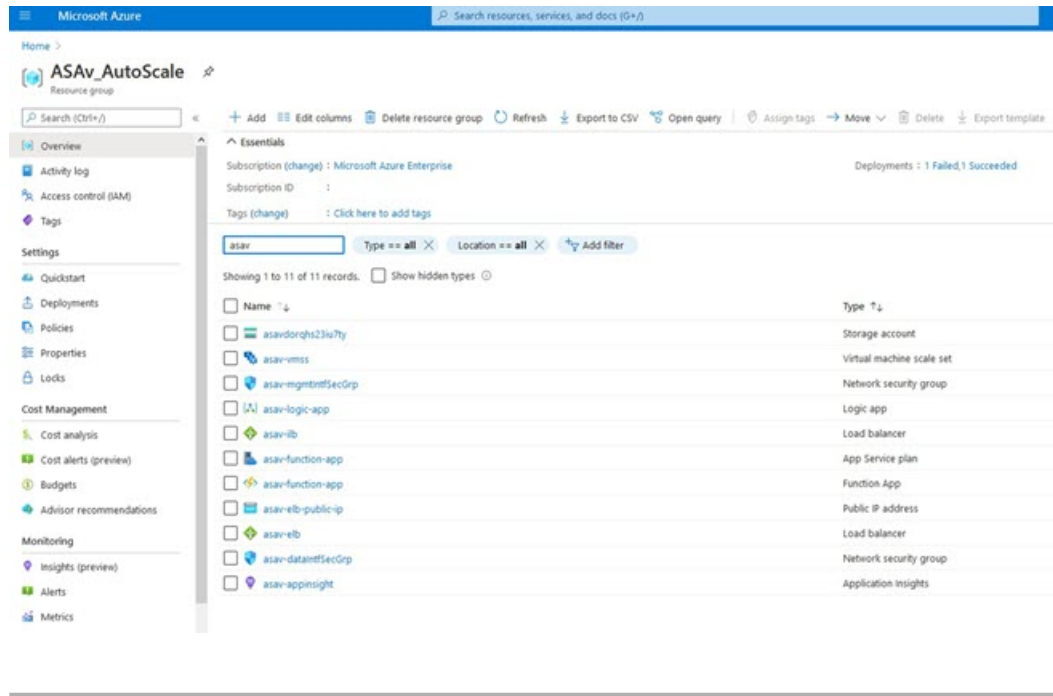 Microsoft Azure
Search resources, services, and docs (G+/)
Home >
ASAv_AutoScale
Resource group
Search (Ctrl+/)
«
Add Edit columns Delete resource group Refresh Export to CSV Open query Assign tags Move Delete Export template
Overview
Activity log
Access control (IAM)
Tags
Settings
Quickstart
Deployments
Policies
Properties
Locks
Cost Management
Cost analysis
Cost alerts (preview)
Budgets
Advisor recommendations
Monitoring
Insights (preview)
Alerts
Metrics
Essentials
Subscription (change) : Microsoft Azure Enterprise
Deployments : 1 Failed,1 Succeeded
Subscription ID :
Tags (change) : Click here to add tags
asav Type == all Location == all Add filter
Showing 1 to 11 of 11 records. Show hidden types
Name ↑↓ Type ↑↓
asavdorqhs23iu7ty Storage account
asav-vmss Virtual machine scale set
asav-mgmtIntfSecGrp Network security group
asav-logic-app Logic app
asav-ilb Load balancer
asav-function-app App Service plan
asav-function-app Function App
asav-elb-public-ip Public IP address
asav-elb Load balancer
asav-dataIntfSecGrp Network security group
asav-appinsight Application Insights